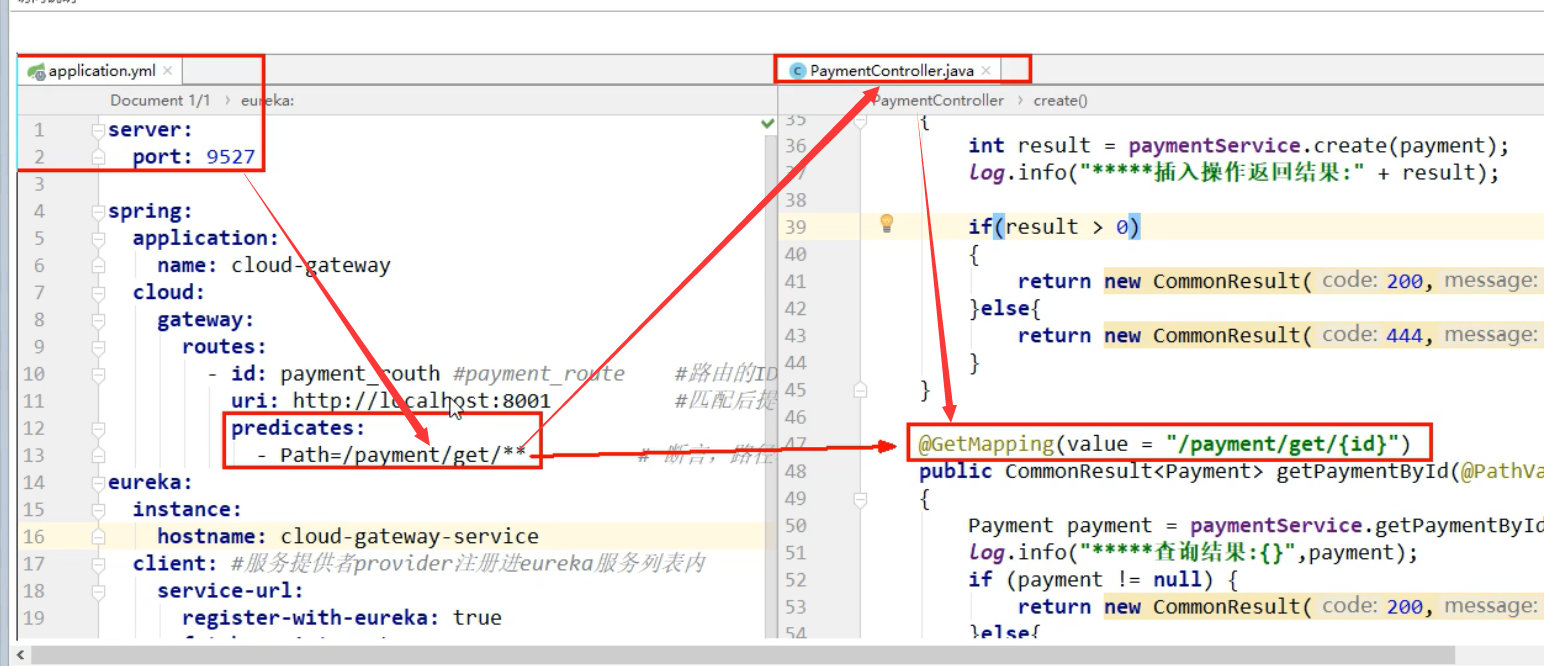 application.yml
Document 1/1 › eureka:
1 server:
2 port: 9527
3
4 spring:
5 application:
6 name: cloud-gateway
7 cloud:
8 gateway:
9 routes:
10 - id: payment_routh #payment_route #路由的ID
11 uri: http://localhost:8001 #匹配后提
12 predicates:
13 - Path=/payment/get/** # 断言，路径
14 eureka:
15 instance:
16 hostname: cloud-gateway-service
17 client: #服务提供者provider注册进eureka服务列表内
18 service-url:
19 register-with-eureka: true
PaymentController.java
PaymentController › create()
35 {
36 int result = paymentService.create(payment);
37 log.info("*****插入操作返回结果:" + result);
38
39 if(result > 0)
40 {
41 return new CommonResult( code: 200, message:
42 }else{
43 return new CommonResult( code: 444, message:
44 }
45 }
46
47 @GetMapping(value = "/payment/get/{id}")
48 public CommonResult<Payment> getPaymentById(@PathVa
49 {
50 Payment payment = paymentService.getPaymentById
51 log.info("*****查询结果:{}",payment);
52 if (payment != null) {
53 return new CommonResult( code: 200, message:
54 }else{